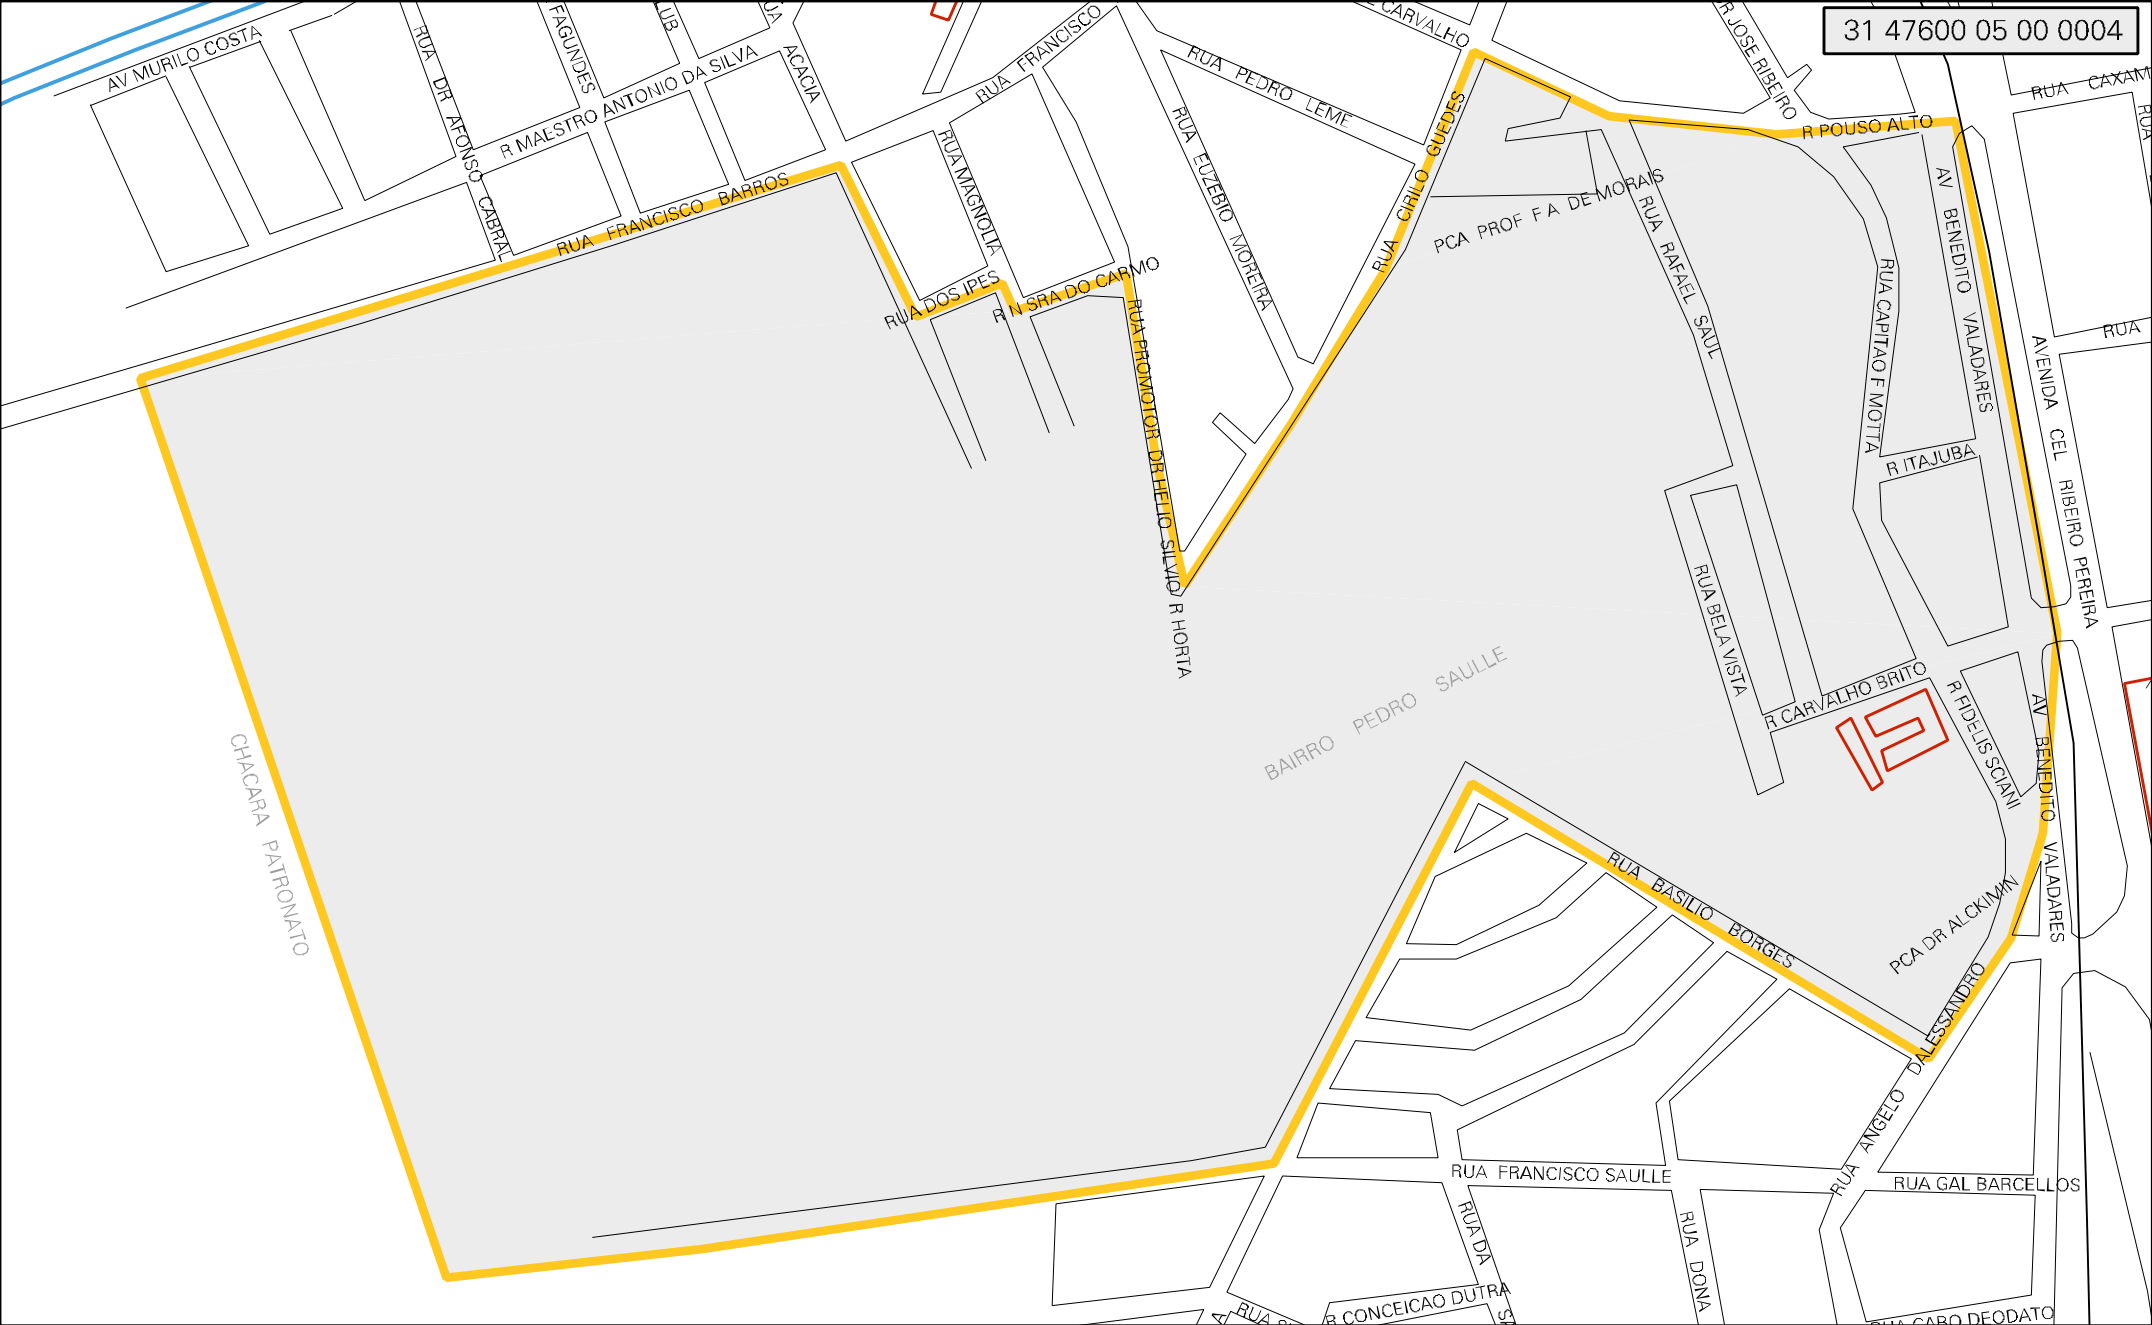 31 47600 05 00 0004
AV MURILO COSTA
RUA DR AFONSO CABRAL
FAGUNDES
R MAESTRO ANTONIO DA SILVA
ACACIA
RUA FRANCISCO
RUA FRANCISCO BARROS
RUA MAGNOLIA
RUA DOS IPES
R N SRA DO CARMO
RUA PROMOTOR DR HELIO SILVIO R HORTA
RUA EUZEBIO MOREIRA
RUA PEDRO LEME
CARVALHO
RUA CIRILO GUEDES
PCA PROF F A DE MORAIS
RUA RAFAEL SAUL
R JOSE RIBEIRO
R POUSO ALTO
RUA CAXAM
RUA
RUA
AV BENEDITO VALADARES
RUA CAPITAO F MOTTA
R ITAJUBA
AVENIDA CEL RIBEIRO PEREIRA
RUA BELA VISTA
R CARVALHO BRITO
R FIDELIS SCIANI
AV BENEDITO VALADARES
BAIRRO PEDRO SAULLE
CHACARA PATRONATO
RUA BASILIO BORGES
PCA DR ALCKIMIN
RUA ANGELO DALESSANDRO
RUA FRANCISCO SAULLE
RUA GAL BARCELLOS
RUA DA
RUA DONA
R CONCEICAO DUTRA
RUA CABO DEODATO